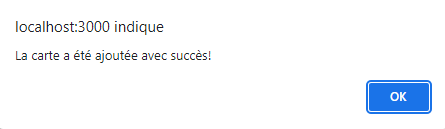 localhost:3000 indique
La carte a été ajoutée avec succès!
OK